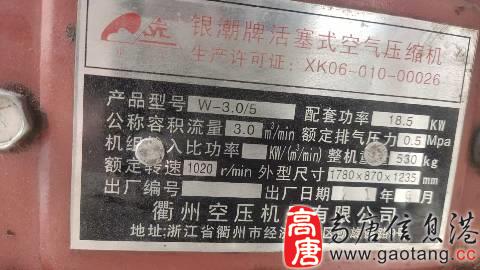 银潮牌活塞式空气压缩机
生产许可证：XK06-010-00026
产品型号 W-3.0/5 配套功率 18.5 KW
公称容积流量 3.0 m³/min 额定排气压力 0.5 Mpa
机组 入比功率 KW/(m³/min) 整机重 530 kg
额定转速 1020 r/min 外型尺寸 1780×870×1235 mm
出厂编号 出厂日期 年 月
衢州空压机 有限公司
地址：浙江省衢州市经 区
高唐 高唐信息港
www.gaotang.cc